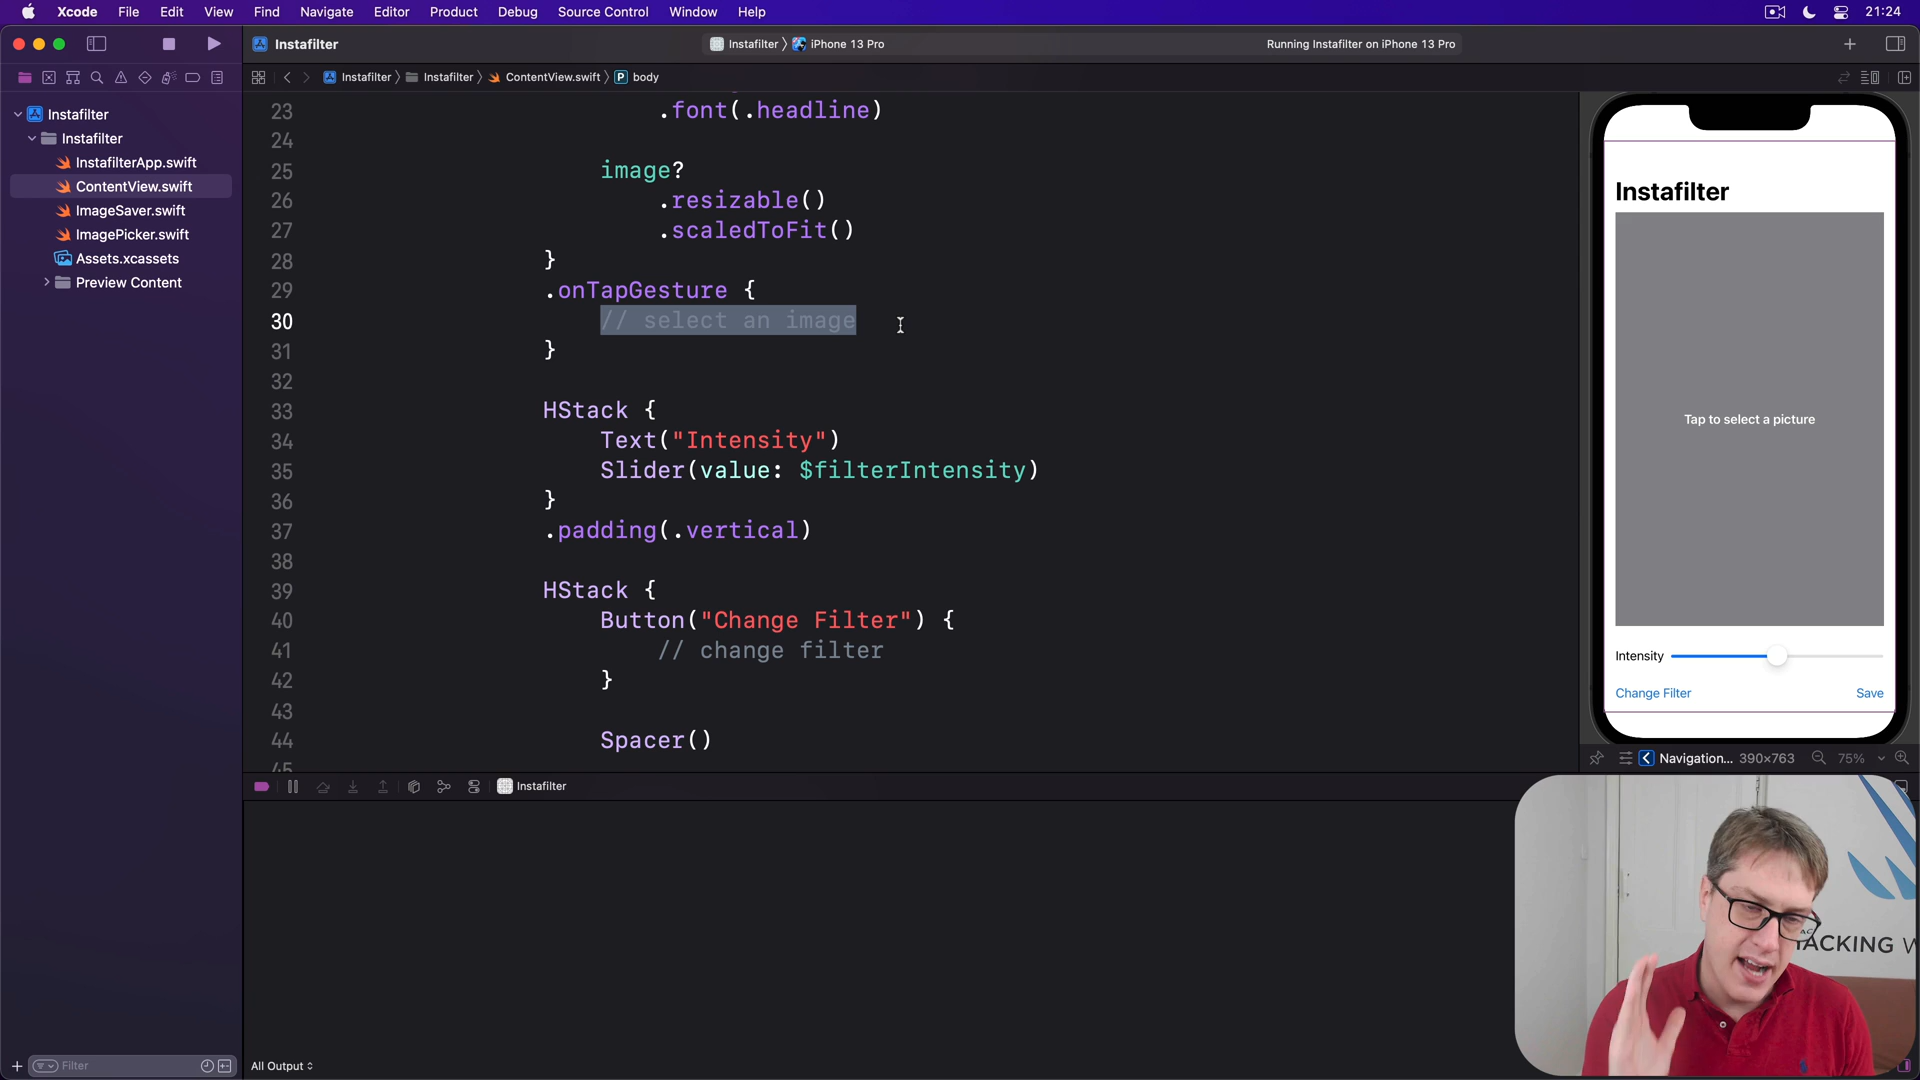 Xcode File Edit View Find Navigate Editor Product Debug Source Control Window Help 21:24
Instafilter
Instafilter iPhone 13 Pro
Running Instafilter on iPhone 13 Pro
Instafilter Instafilter ContentView.swift P body
Instafilter
Instafilter
InstafilterApp.swift
ContentView.swift
ImageSaver.swift
ImagePicker.swift
Assets.xcassets
Preview Content
Filter
23 .font(.headline)
24
25 image?
26 .resizable()
27 .scaledToFit()
28 }
29 .onTapGesture {
30 // select an image
31 }
32
33 HStack {
34 Text("Intensity")
35 Slider(value: $filterIntensity)
36 }
37 .padding(.vertical)
38
39 HStack {
40 Button("Change Filter") {
41 // change filter
42 }
43
44 Spacer()
45
Instafilter
Tap to select a picture
Intensity
Change Filter Save
Navigation... 390×763 75%
Instafilter
All Output
HACKING W